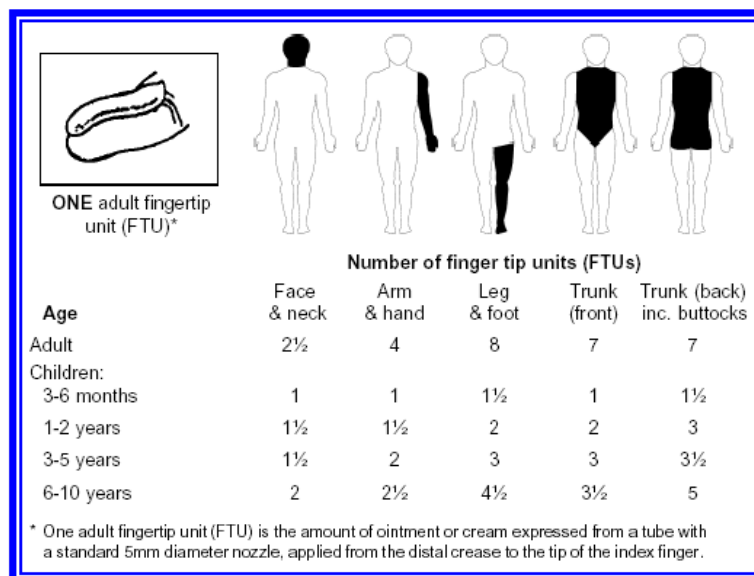 ONE adult fingertip
unit (FTU)*
Number of finger tip units (FTUs)
Age Face & neck Arm & hand Leg & foot Trunk (front) Trunk (back) inc. buttocks
Adult 2½ 4 8 7 7
Children:
3-6 months 1 1 1½ 1 1½
1-2 years 1½ 1½ 2 2 3
3-5 years 1½ 2 3 3 3½
6-10 years 2 2½ 4½ 3½ 5
* One adult fingertip unit (FTU) is the amount of ointment or cream expressed from a tube with
a standard 5mm diameter nozzle, applied from the distal crease to the tip of the index finger.